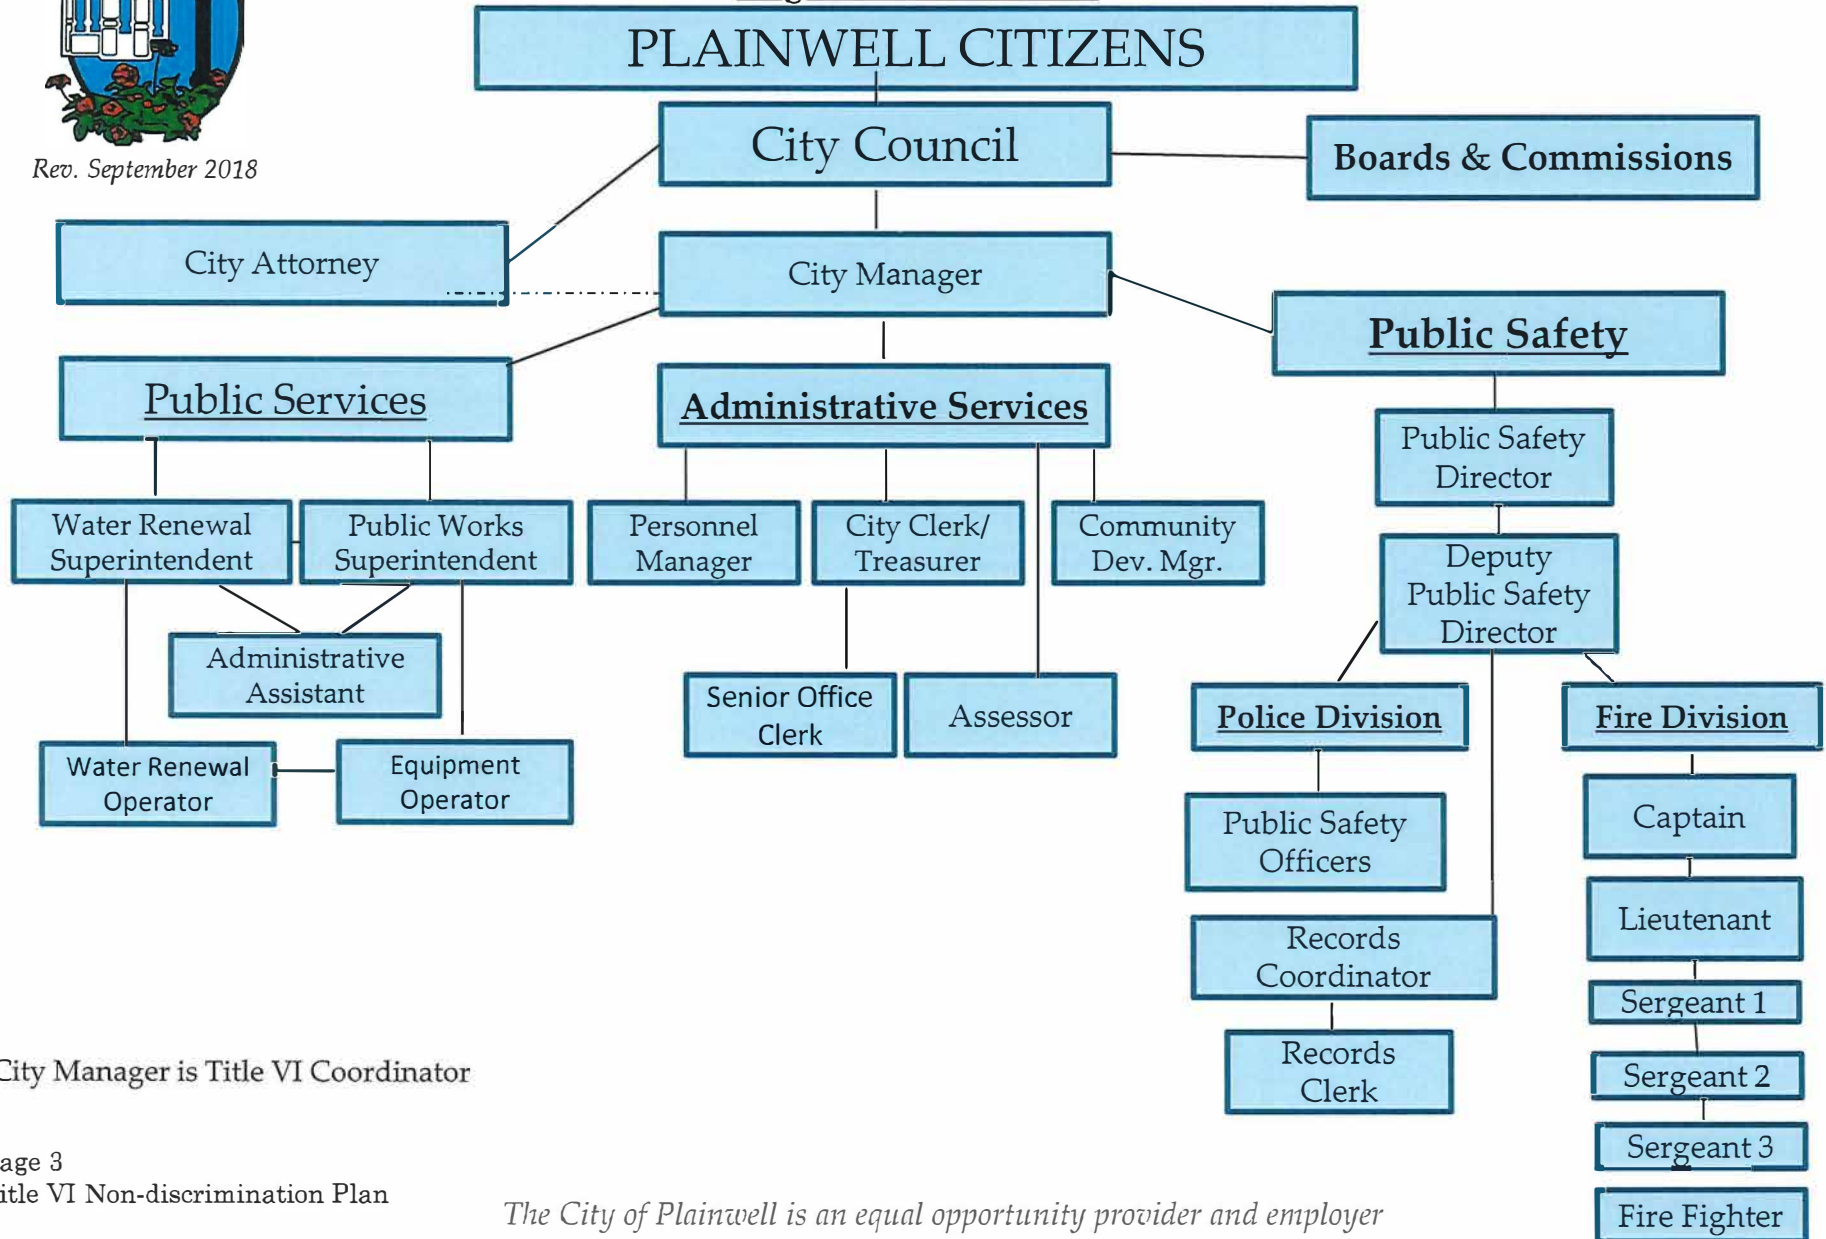 PLAINWELL CITIZENS
City Council
Boards & Commissions
Rev. September 2018
City Attorney
City Manager
Public Safety
Public Services
Administrative Services
Public Safety
Director
Water Renewal
Superintendent
Public Works
Superintendent
Personnel
Manager
City Clerk/
Treasurer
Community
Dev. Mgr.
Deputy
Public Safety
Director
Administrative
Assistant
Senior Office
Clerk
Assessor
Police Division
Fire Division
Water Renewal
Operator
Equipment
Operator
Public Safety
Officers
Captain
Lieutenant
Records
Coordinator
Sergeant 1
Records
Clerk
Sergeant 2
Sergeant 3
Fire Fighter
City Manager is Title VI Coordinator
age 3
itle VI Non-discrimination Plan
The City of Plainwell is an equal opportunity provider and employer